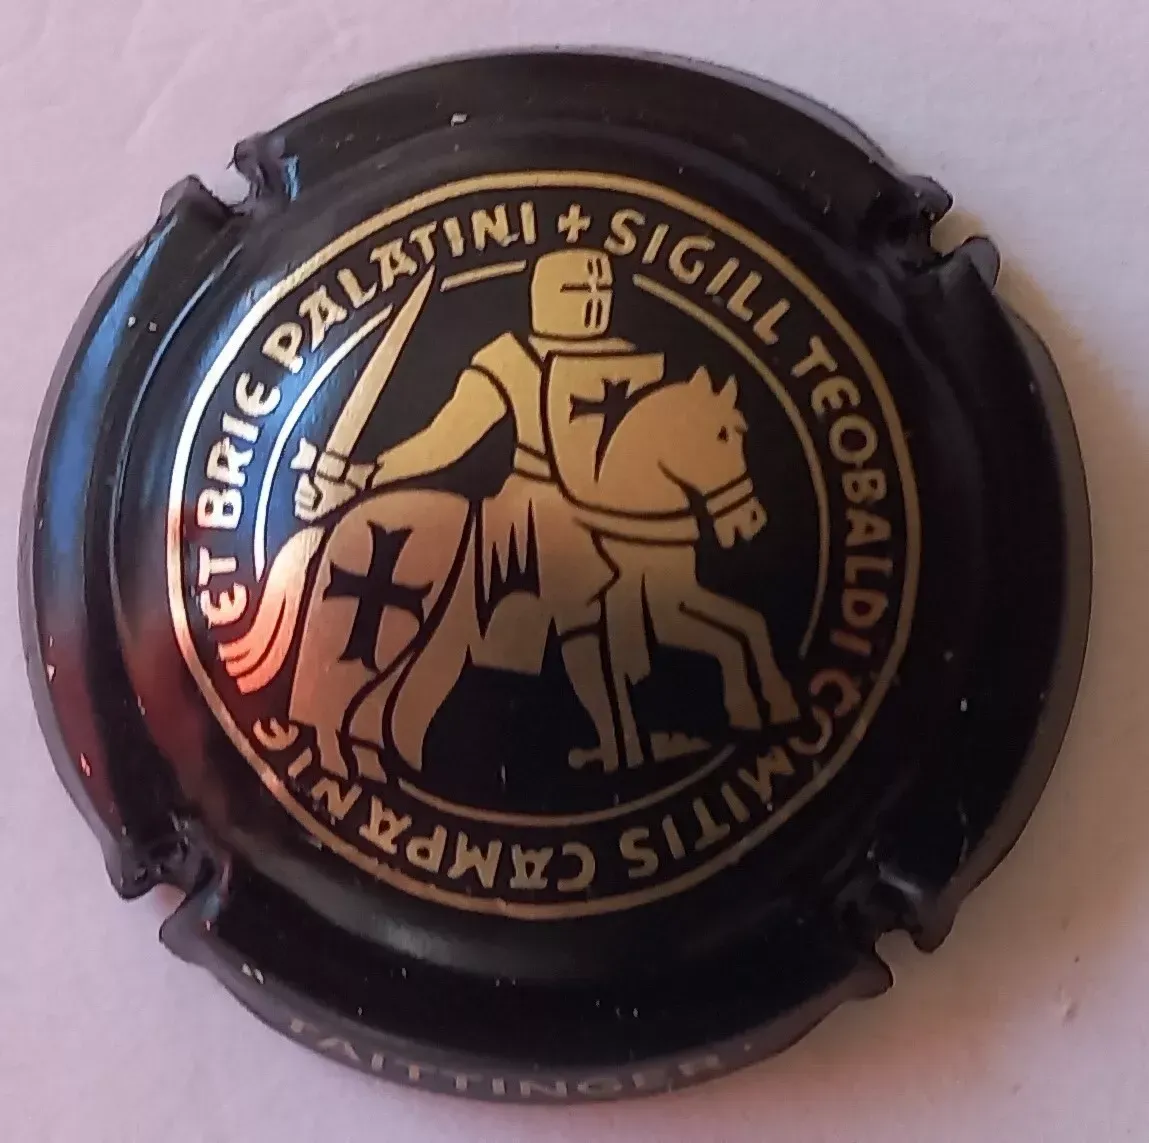 + SIGILL TEOBALDI COMITIS CAMPANIE ET BRIE PALATINI
TAITTINGER